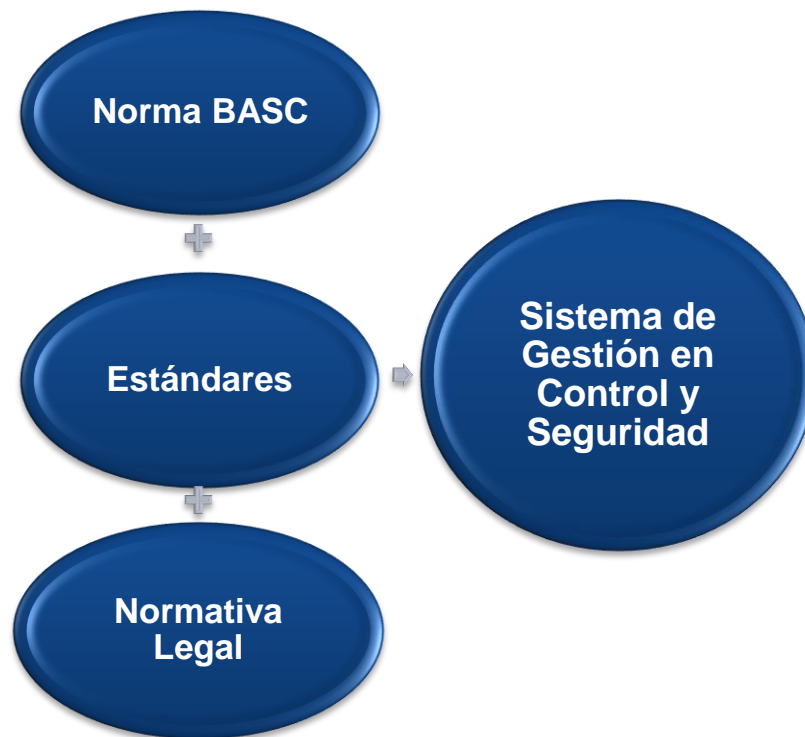 Norma BASC
Estándares
Normativa
Legal
Sistema de
Gestión en
Control y
Seguridad